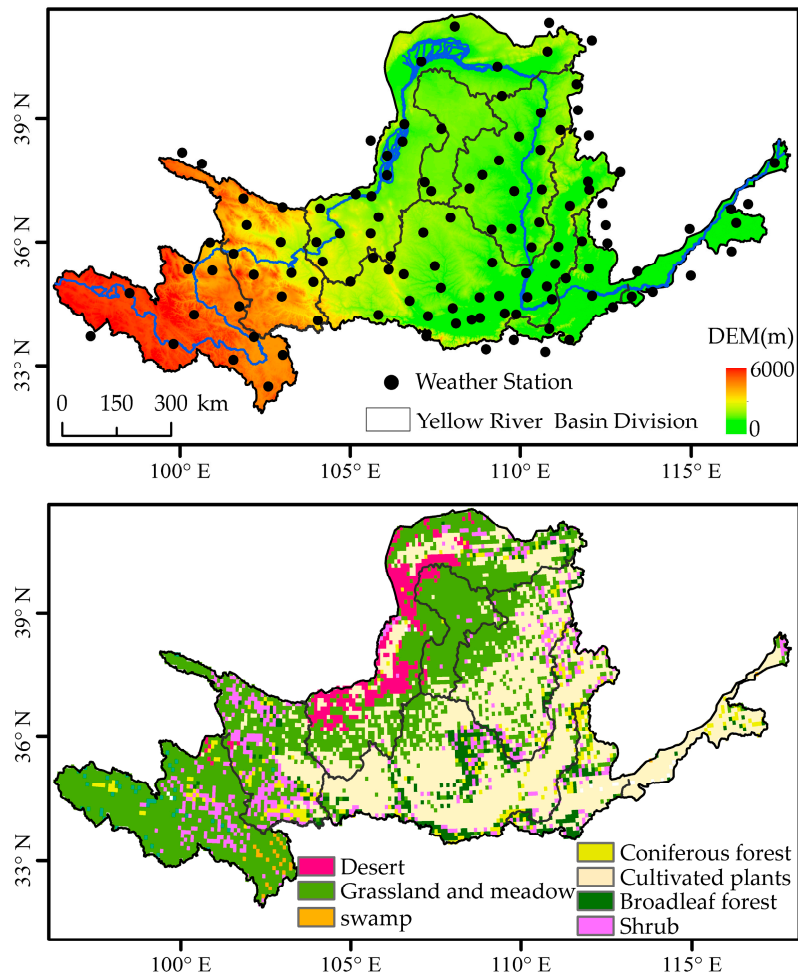 39° N
36° N
33° N
DEM(m)
6000
0
Weather Station
Yellow River Basin Division
0 150 300 km
100° E 105° E 110° E 115° E
39° N
36° N
33° N
Desert
Grassland and meadow
swamp
Coniferous forest
Cultivated plants
Broadleaf forest
Shrub
100° E 105° E 110° E 115° E